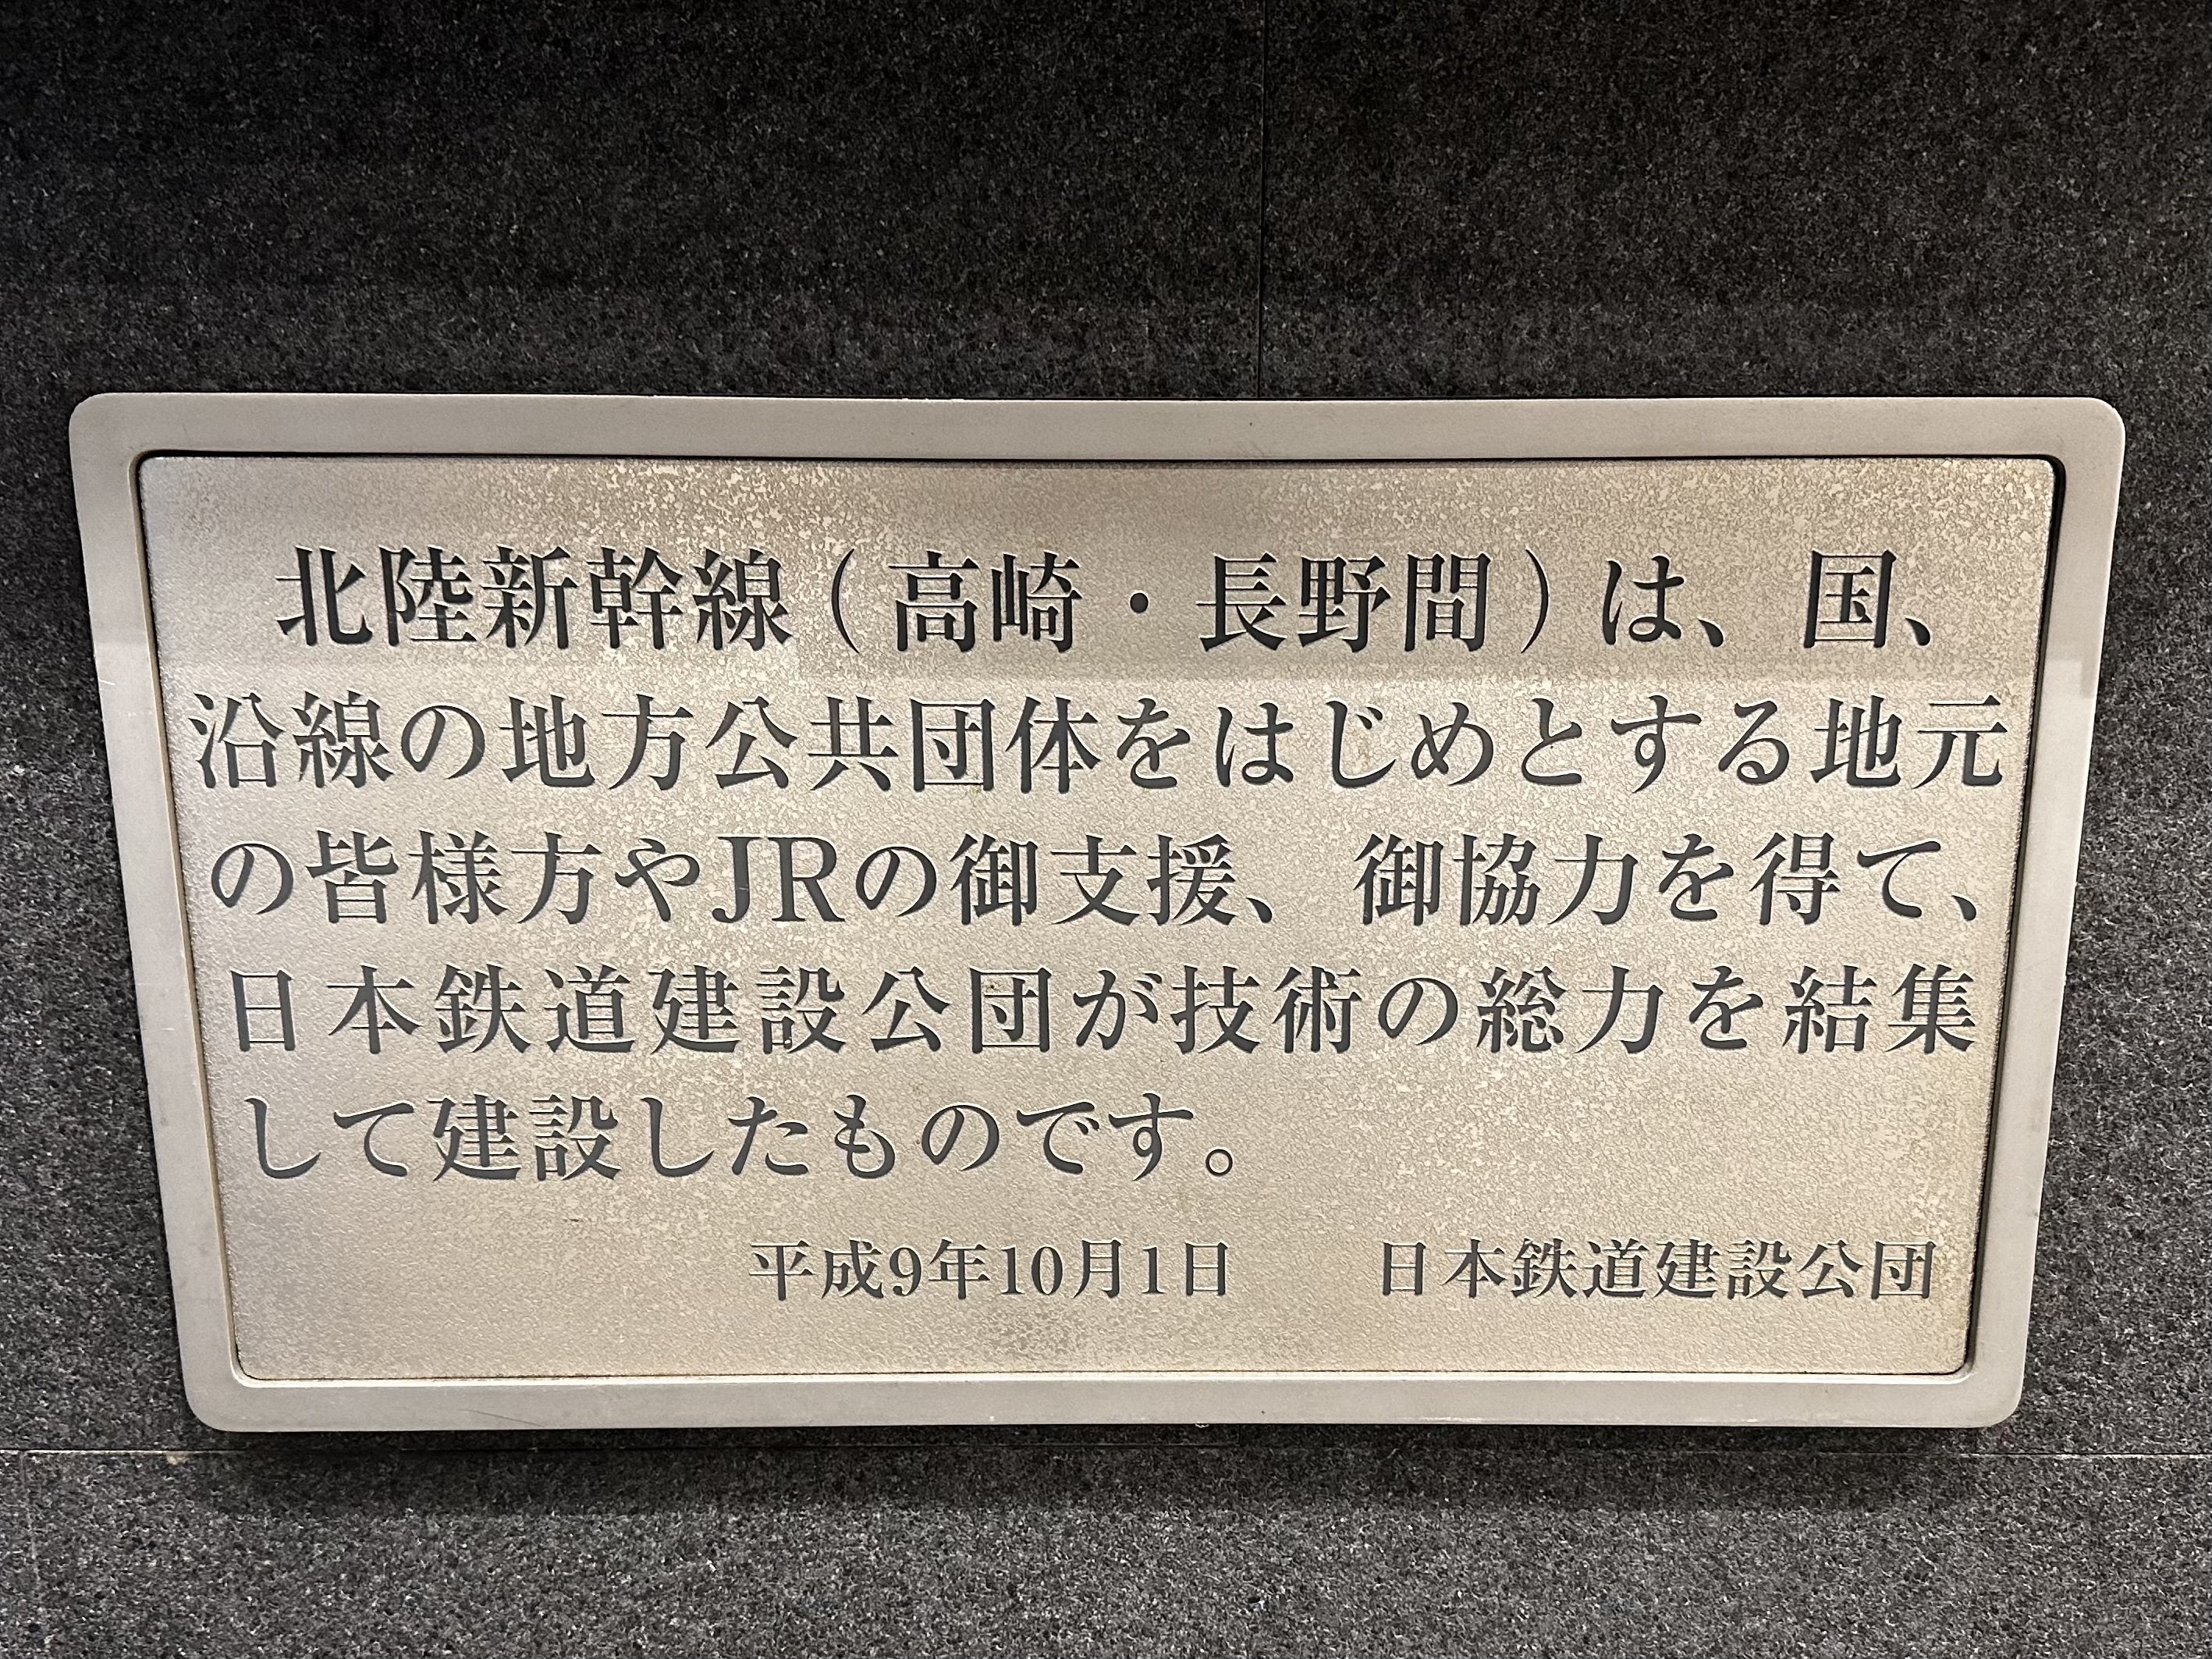 北陸新幹線（高崎・長野間）は、国、
沿線の地方公共団体をはじめとする地元
の皆様方やJRの御支援、御協力を得て、
日本鉄道建設公団が技術の総力を結集
して建設したものです。
平成9年10月1日　日本鉄道建設公団